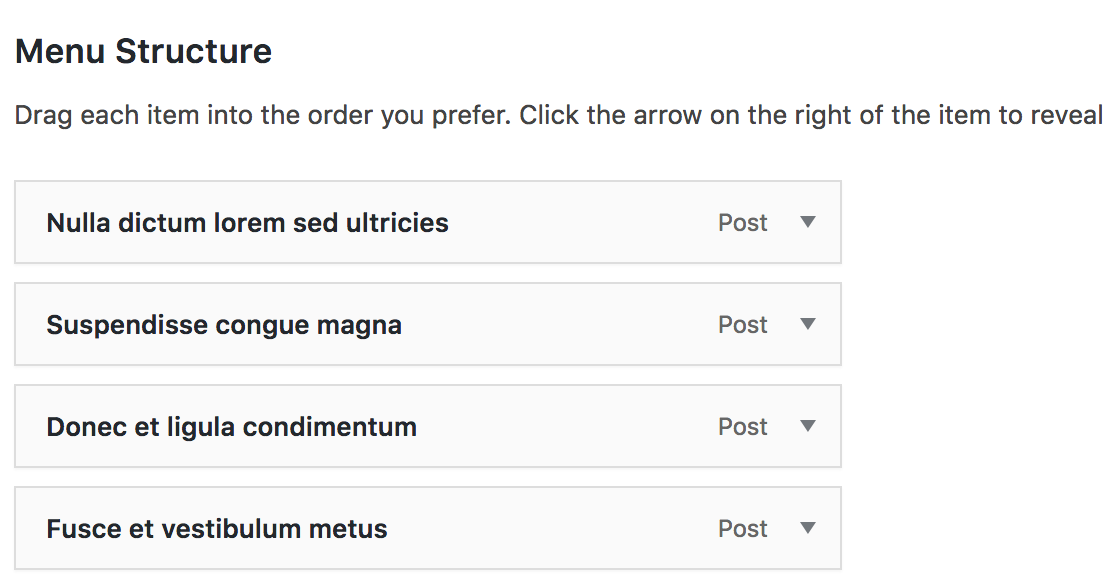 Menu Structure
Drag each item into the order you prefer. Click the arrow on the right of the item to reveal
Nulla dictum lorem sed ultricies Post
Suspendisse congue magna Post
Donec et ligula condimentum Post
Fusce et vestibulum metus Post